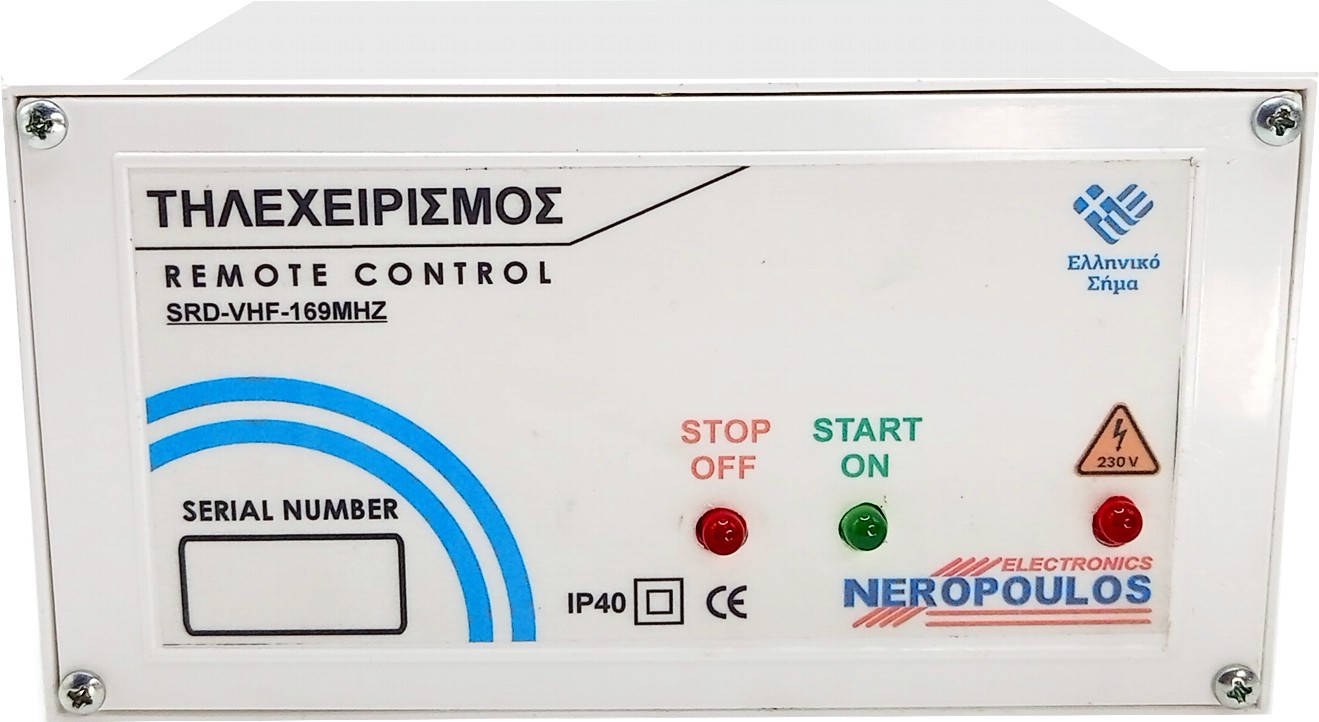 ΤΗΛΕΧΕΙΡΙΣΜΟΣ
REMOTE CONTROL
SRD-VHF-169MHZ
Ελληνικό
Σήμα
STOP
OFF
START
ON
230 V
SERIAL NUMBER
IP40
CE
ELECTRONICS
NEROPOULOS